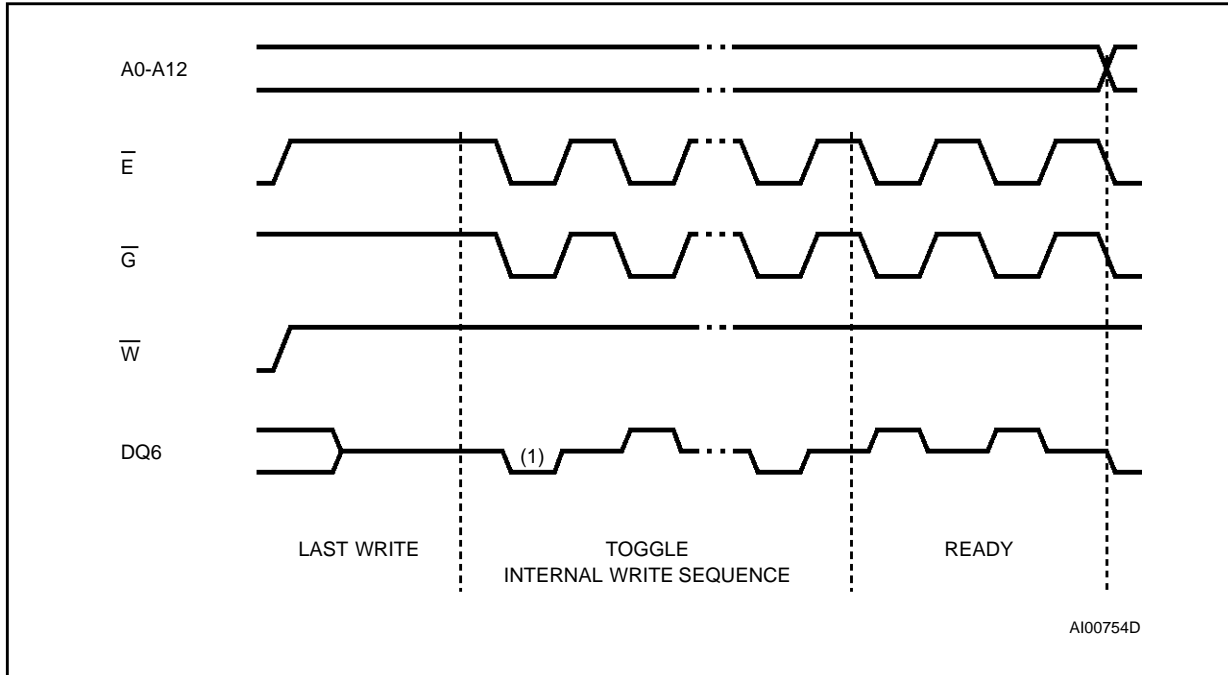 A0-A12
E̅
G̅
W̅
DQ6
(1)
LAST WRITE
TOGGLE
READY
INTERNAL WRITE SEQUENCE
AI00754D